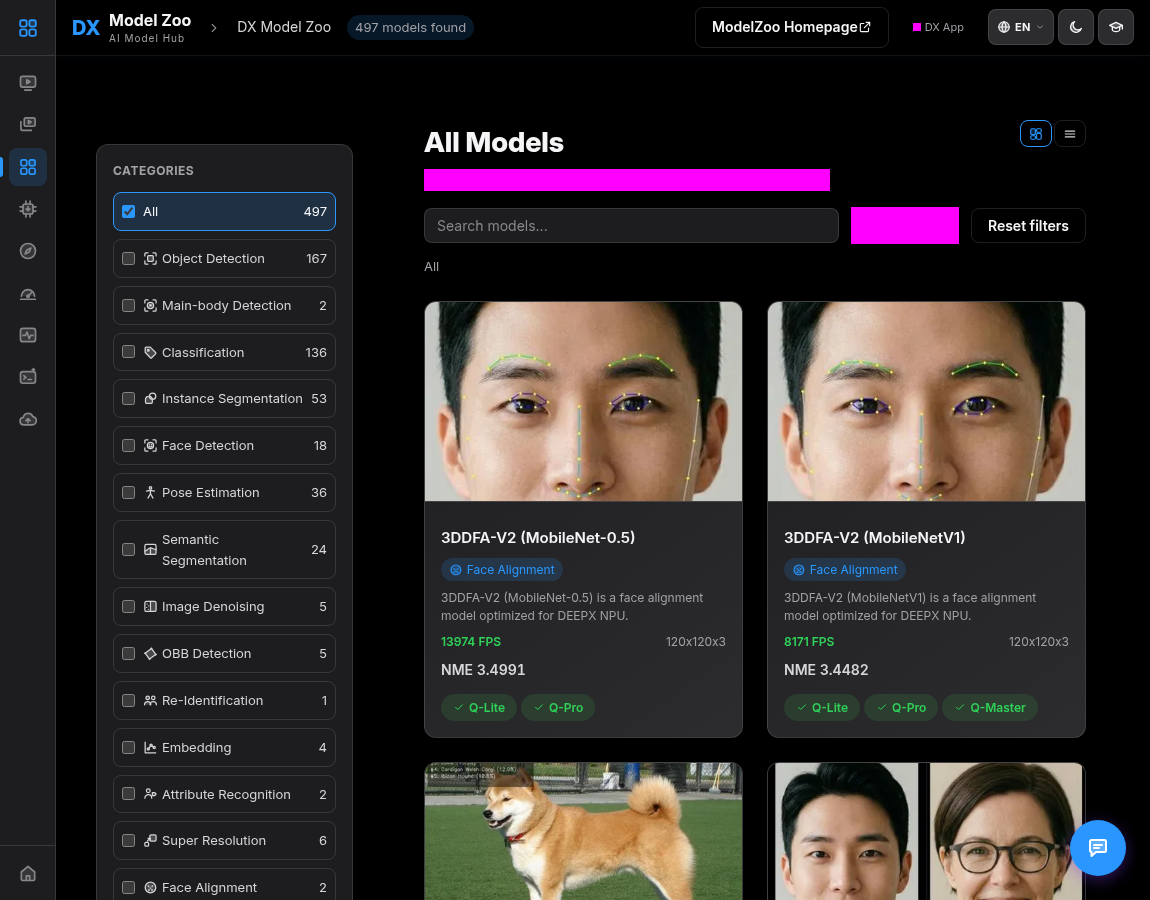 DX Model Zoo
AI Model Hub
DX Model Zoo
497 models found
ModelZoo Homepage
DX App
EN
CATEGORIES
All 497
Object Detection 167
Main-body Detection 2
Classification 136
Instance Segmentation 53
Face Detection 18
Pose Estimation 36
Semantic
Segmentation 24
Image Denoising 5
OBB Detection 5
Re-Identification 1
Embedding 4
Attribute Recognition 2
Super Resolution 6
Face Alignment 2
All Models
Search models...
Reset filters
All
3DDFA-V2 (MobileNet-0.5)
Face Alignment
3DDFA-V2 (MobileNet-0.5) is a face alignment
model optimized for DEEPX NPU.
13974 FPS 120x120x3
NME 3.4991
Q-Lite Q-Pro
3DDFA-V2 (MobileNetV1)
Face Alignment
3DDFA-V2 (MobileNetV1) is a face alignment
model optimized for DEEPX NPU.
8171 FPS 120x120x3
NME 3.4482
Q-Lite Q-Pro Q-Master